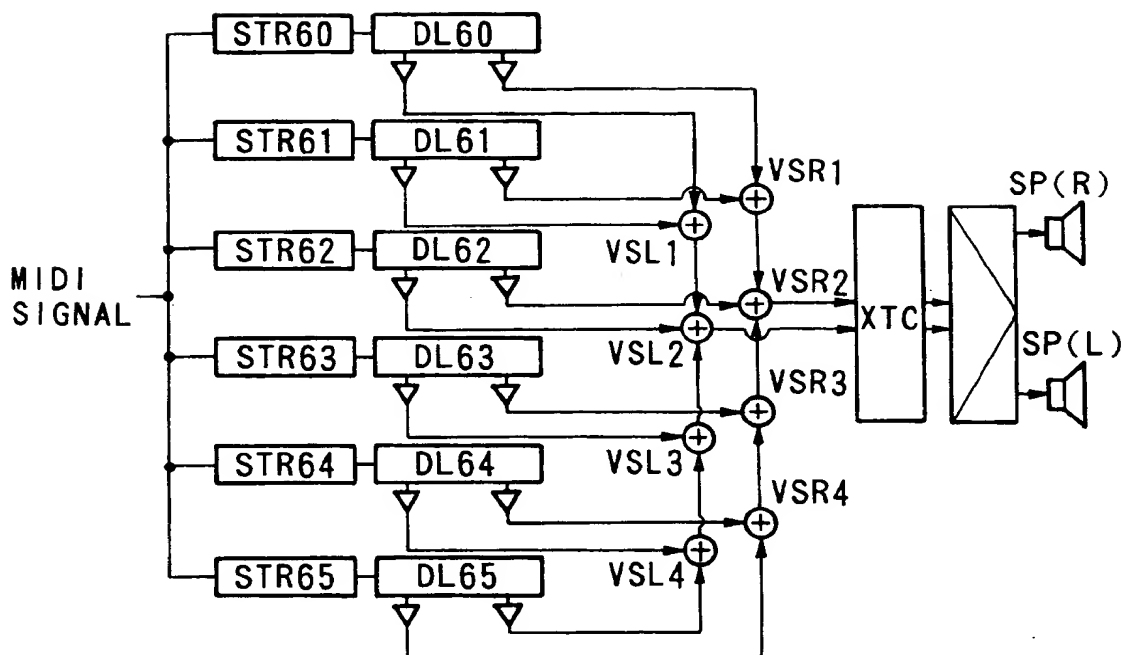 STR60 DL60
STR61 DL61
VSR1
SP(R)
STR62 DL62
VSL1
MIDI
SIGNAL
VSR2
XTC
STR63 DL63
VSL2
SP(L)
VSR3
STR64 DL64
VSL3
VSR4
STR65 DL65
VSL4